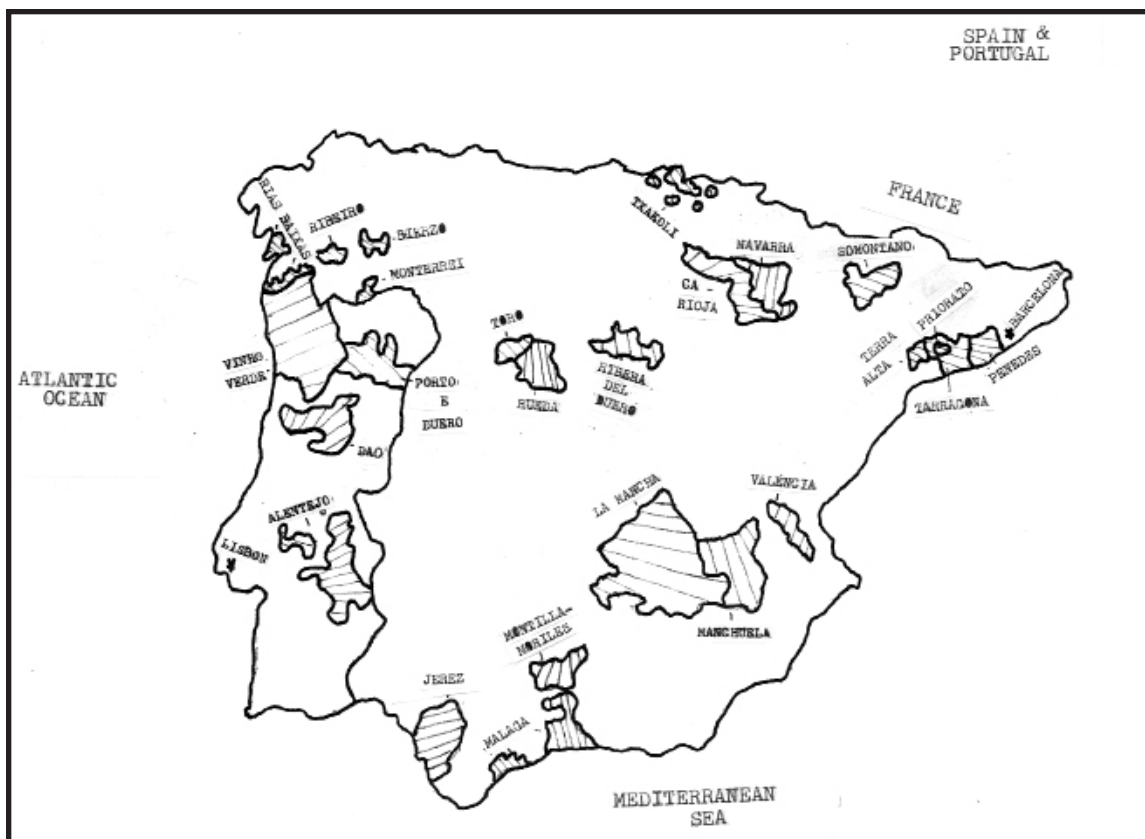 SPAIN &
PORTUGAL
FRANCE
ATLANTIC
OCEAN
MEDITERRANEAN
SEA
RIAS BAIXAS
RIBEIRO
BIERZO
MONTERREI
TXAKOLI
NAVARRA
CA -
RIOJA
SOMONTANO
PRIORATO
BARCELONA
TERRA
ALTA
PENEDES
TARRAGONA
TORO
RUEDA
RIBERA
DEL
DUERO
VINHO
VERDE
PORTO
E
DUERO
DAO
ALENTEJO
LISBON
LA MANCHA
VALENCIA
MANCHUELA
MONTILLA-
MORILES
JEREZ
MALAGA